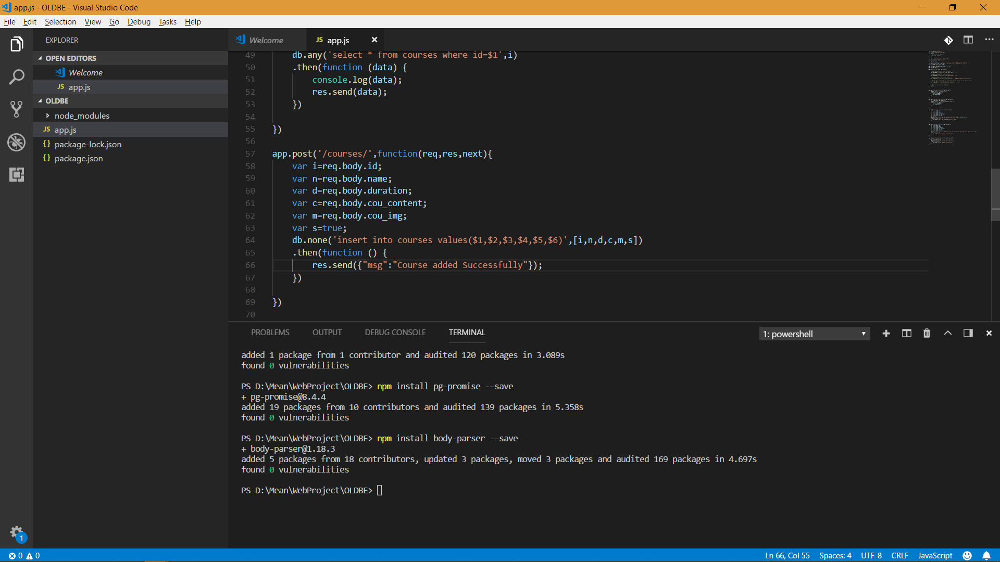 app.js - OLDBE - Visual Studio Code
File Edit Selection View Go Debug Tasks Help
EXPLORER
OPEN EDITORS
Welcome
JS app.js
OLDBE
node_modules
JS app.js
{} package-lock.json
{} package.json
1
Welcome
JS app.js
49 db.any('select * from courses where id=$1',i)
50 .then(function (data) {
51 console.log(data);
52 res.send(data);
53 })
54
55 })
56
57 app.post('/courses/',function(req,res,next){
58 var i=req.body.id;
59 var n=req.body.name;
60 var d=req.body.duration;
61 var c=req.body.cou_content;
62 var m=req.body.cou_img;
63 var s=true;
64 db.none('insert into courses values($1,$2,$3,$4,$5,$6)',[i,n,d,c,m,s])
65 .then(function () {
66 res.send({"msg":"Course added Successfully"});
67 })
68
69 })
70
PROBLEMS OUTPUT DEBUG CONSOLE TERMINAL
1: powershell
added 1 package from 1 contributor and audited 120 packages in 3.089s
found 0 vulnerabilities
PS D:\Mean\WebProject\OLDBE> npm install pg-promise --save
+ pg-promise@8.4.4
added 19 packages from 10 contributors and audited 139 packages in 5.358s
found 0 vulnerabilities
PS D:\Mean\WebProject\OLDBE> npm install body-parser --save
+ body-parser@1.18.3
added 5 packages from 18 contributors, updated 3 packages, moved 3 packages and audited 169 packages in 4.697s
found 0 vulnerabilities
PS D:\Mean\WebProject\OLDBE>
0 0 Ln 66, Col 55 Spaces: 4 UTF-8 CRLF JavaScript